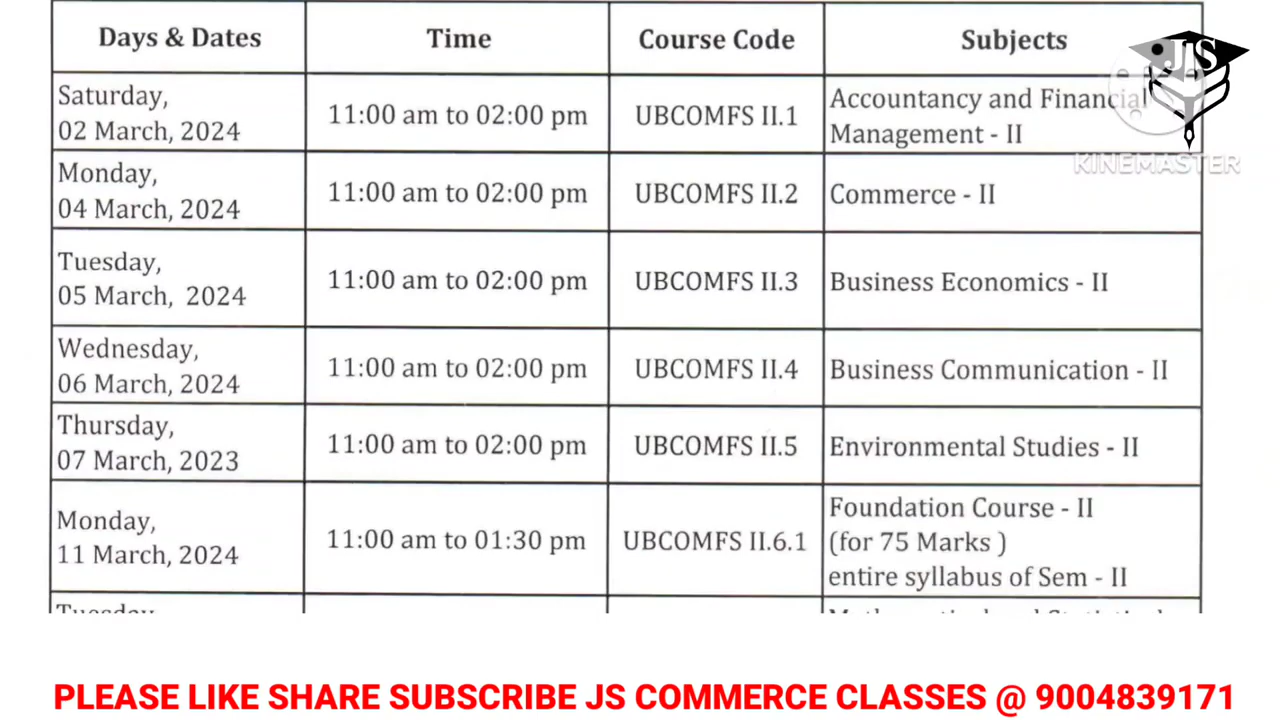 Days & Dates Time Course Code Subjects
JS
Saturday,
02 March, 2024
11:00 am to 02:00 pm
UBCOMFS II.1
Accountancy and Financial
Management - II
KINEMASTER
Monday,
04 March, 2024
11:00 am to 02:00 pm
UBCOMFS II.2
Commerce - II
Tuesday,
05 March, 2024
11:00 am to 02:00 pm
UBCOMFS II.3
Business Economics - II
Wednesday,
06 March, 2024
11:00 am to 02:00 pm
UBCOMFS II.4
Business Communication - II
Thursday,
07 March, 2023
11:00 am to 02:00 pm
UBCOMFS II.5
Environmental Studies - II
Monday,
11 March, 2024
11:00 am to 01:30 pm
UBCOMFS II.6.1
Foundation Course - II
(for 75 Marks )
entire syllabus of Sem - II
PLEASE LIKE SHARE SUBSCRIBE JS COMMERCE CLASSES @ 9004839171